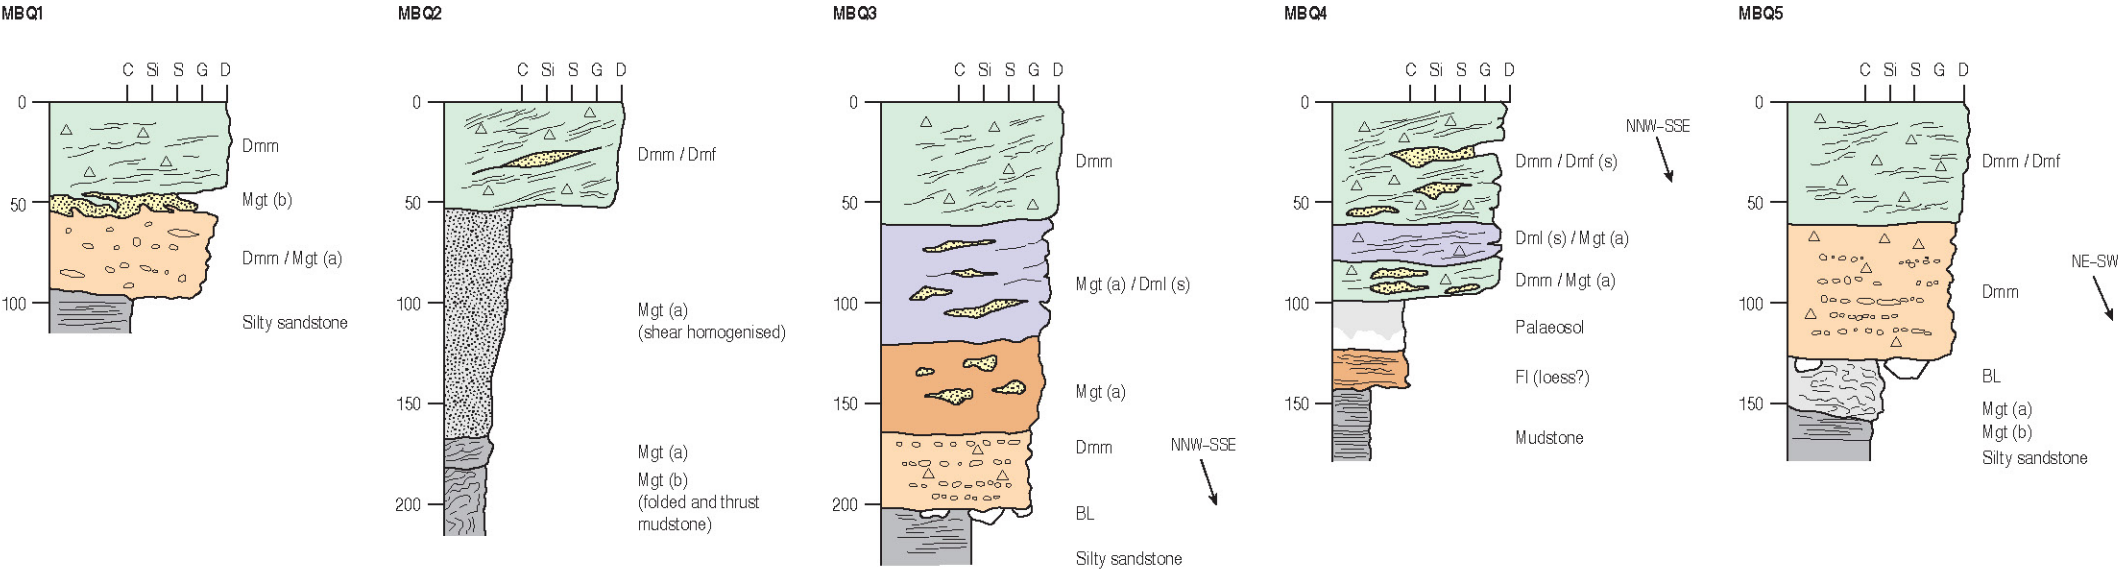 MBQ1
C Si S G D
0
50
100
Dmm
Mgt (b)
Dmm / Mgt (a)
Silty sandstone
MBQ2
C Si S G D
0
50
100
150
200
Dmm / Dmf
Mgt (a)
(shear homogenised)
Mgt (a)
Mgt (b)
(folded and thrust
mudstone)
MBQ3
C Si S G D
0
50
100
150
200
Dmm
Mgt (a) / Dml (s)
Mgt (a)
Dmm
BL
Silty sandstone
NNW–SSE
MBQ4
C Si S G D
0
50
100
150
Dmm / Dmf (s)
Dml (s) / Mgt (a)
Dmm / Mgt (a)
Palaeosol
Fl (loess?)
Mudstone
NNW–SSE
MBQ5
C Si S G D
0
50
100
150
Dmm / Dmf
Dmm
BL
Mgt (a)
Mgt (b)
Silty sandstone
NE–SW